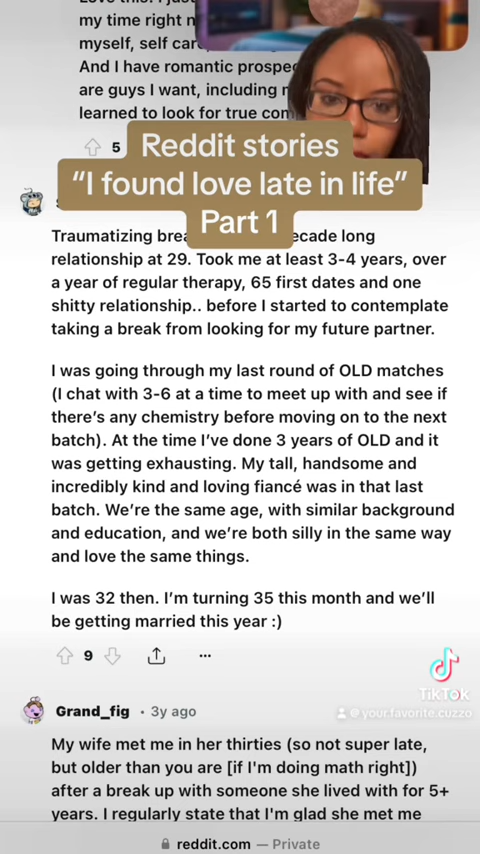 my time right n
myself, self car
And I have romantic prospec
are guys I want, including
learned to look for true com
5
Reddit stories
“I found love late in life”
Part 1
Traumatizing brea ecade long
relationship at 29. Took me at least 3-4 years, over
a year of regular therapy, 65 first dates and one
shitty relationship.. before I started to contemplate
taking a break from looking for my future partner.
I was going through my last round of OLD matches
(I chat with 3-6 at a time to meet up with and see if
there’s any chemistry before moving on to the next
batch). At the time I’ve done 3 years of OLD and it
was getting exhausting. My tall, handsome and
incredibly kind and loving fiancé was in that last
batch. We’re the same age, with similar background
and education, and we’re both silly in the same way
and love the same things.
I was 32 then. I’m turning 35 this month and we’ll
be getting married this year :)
9
TikTok
@your.favorite.cuzzo
Grand_fig · 3y ago
My wife met me in her thirties (so not super late,
but older than you are [if I'm doing math right])
after a break up with someone she lived with for 5+
years. I regularly state that I'm glad she met me
reddit.com — Private